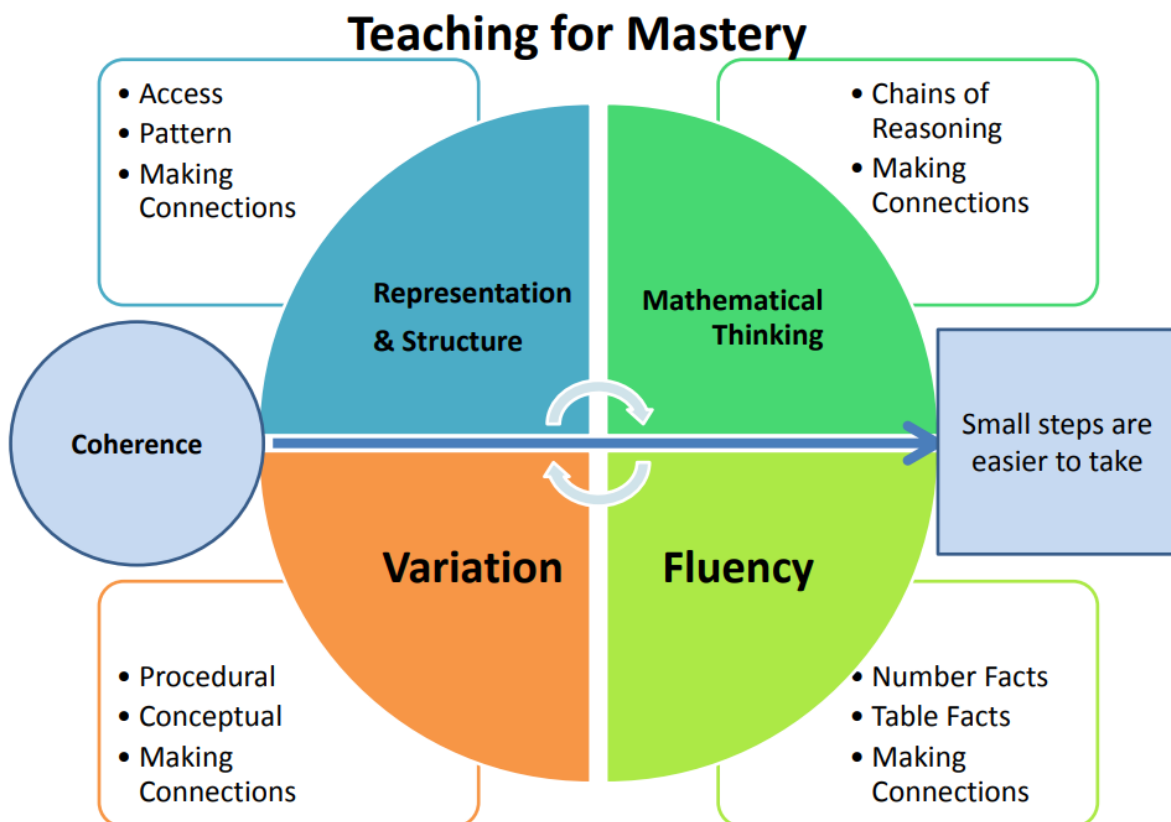 Teaching for Mastery
• Access
• Pattern
• Making
Connections
• Chains of
Reasoning
• Making
Connections
Representation
& Structure
Mathematical
Thinking
Coherence
Small steps are
easier to take
Variation
Fluency
• Procedural
• Conceptual
• Making
Connections
• Number Facts
• Table Facts
• Making
Connections